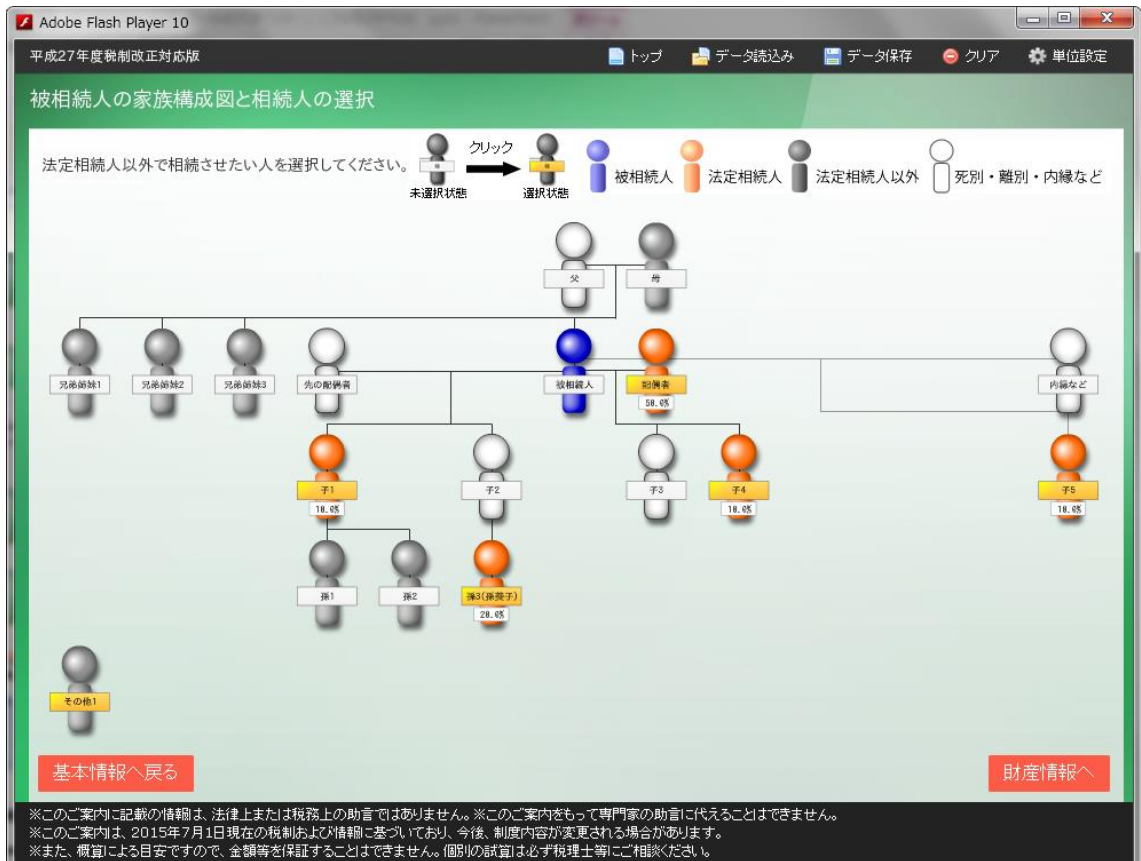 Adobe Flash Player 10
平成27年度税制改正対応版
トップ
データ読込み
データ保存
クリア
単位設定
被相続人の家族構成図と相続人の選択
法定相続人以外で相続させたい人を選択してください。
クリック
未選択状態
選択状態
被相続人
法定相続人
法定相続人以外
死別・離別・内縁など
父
母
兄弟姉妹1
兄弟姉妹2
兄弟姉妹3
先の配偶者
被相続人
配偶者
50.0%
内縁など
子1
10.0%
子2
子3
子4
10.0%
子5
10.0%
孫1
孫2
孫3(孫養子)
20.0%
その他1
基本情報へ戻る
財産情報へ
※このご案内に記載の情報は、法律上または税務上の助言ではありません。※このご案内をもって専門家の助言に代えることはできません。
※このご案内は、2015年7月1日現在の税制および情報に基づいており、今後、制度内容が変更される場合があります。
※また、概算による目安ですので、金額等を保証することはできません。個別の試算は必ず税理士等にご相談ください。